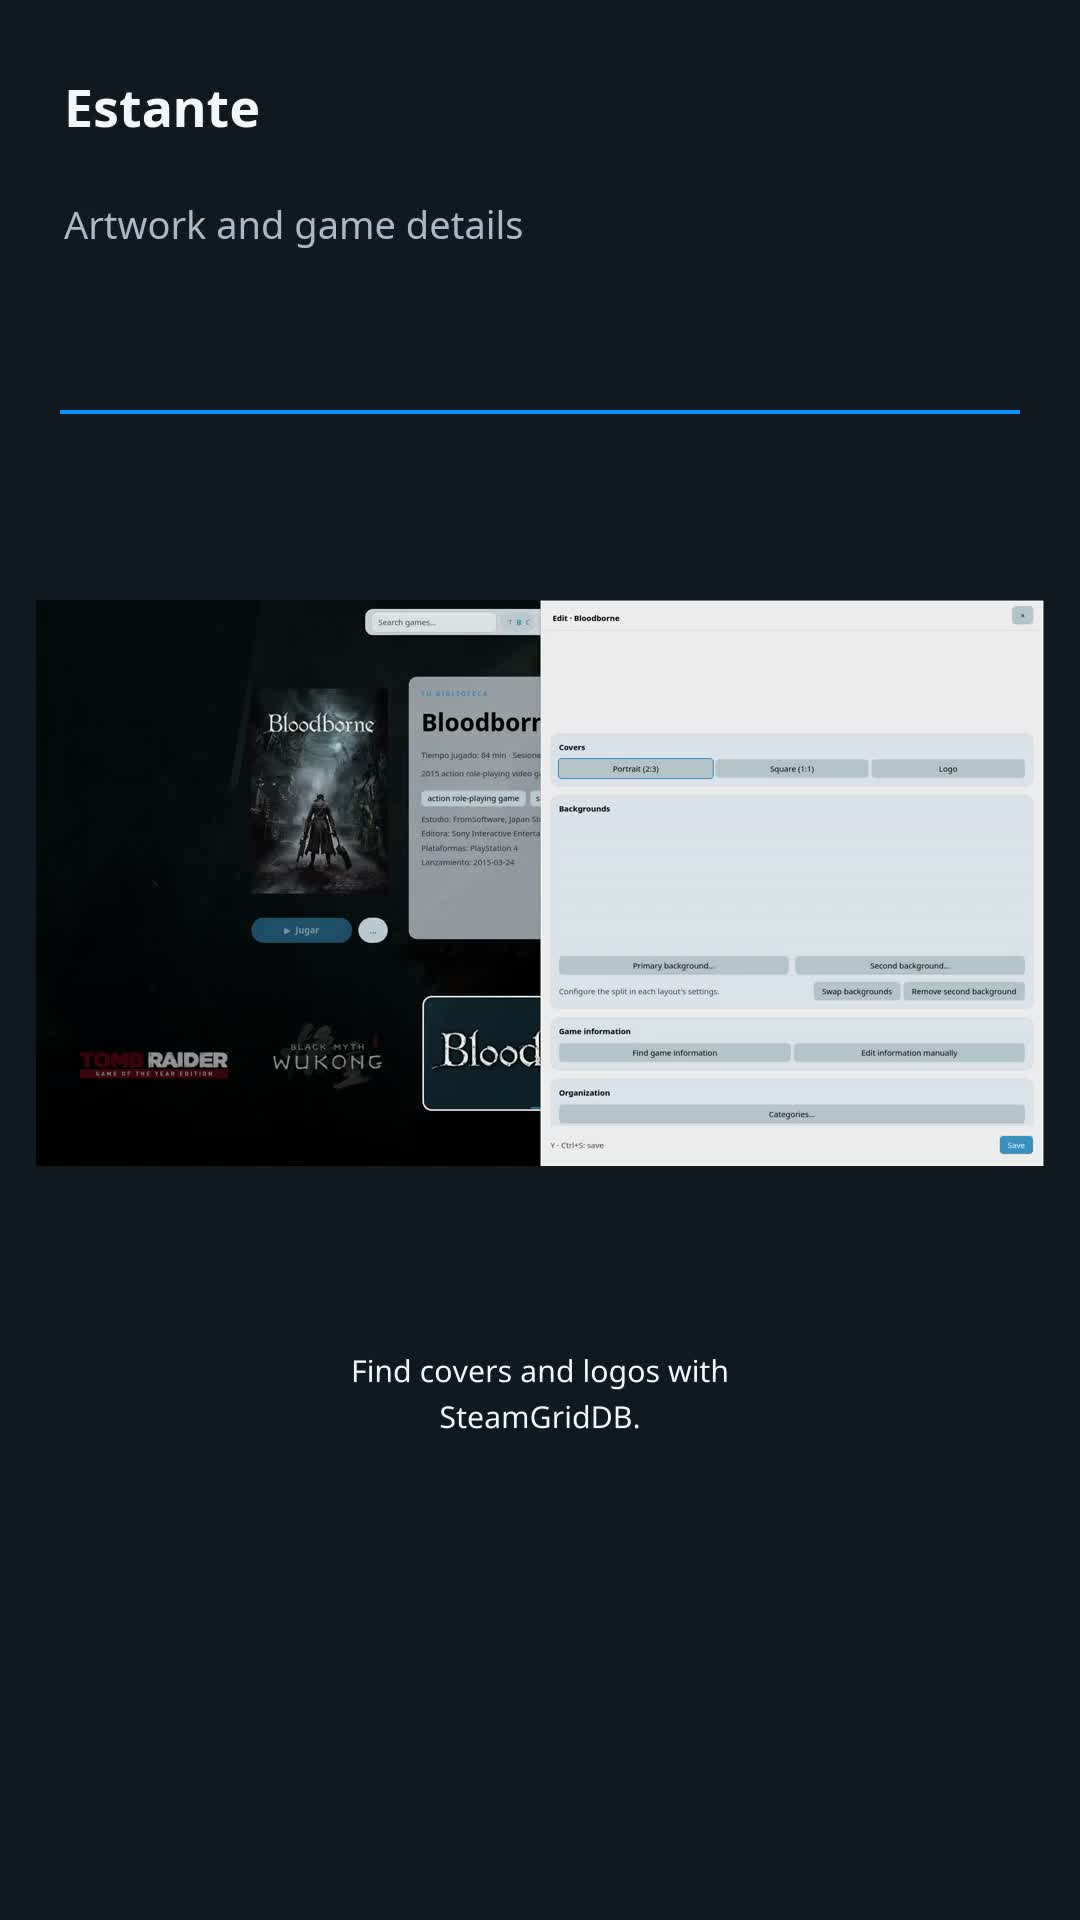 Estante
Artwork and game details
Search games...
T B C
Bloodborne
TU BIBLIOTECA
Bloodborn
Tiempo jugado: 84 min · Sesione
2015 action role-playing video ga
action role-playing game s
Estudio: FromSoftware, Japan St
Editora: Sony Interactive Enterta
Plataformas: PlayStation 4
Lanzamiento: 2015-03-24
▶ Jugar
...
TOMB RAIDER
GAME OF THE YEAR EDITION
BLACK MYTH
WUKONG
Blood
Edit · Bloodborne
×
Covers
Portrait (2:3)
Square (1:1)
Logo
Backgrounds
Primary background...
Second background...
Configure the split in each layout's settings.
Swap backgrounds
Remove second background
Game information
Find game information
Edit information manually
Organization
Categories...
Y · Ctrl+S: save
Save
Find covers and logos with
SteamGridDB.